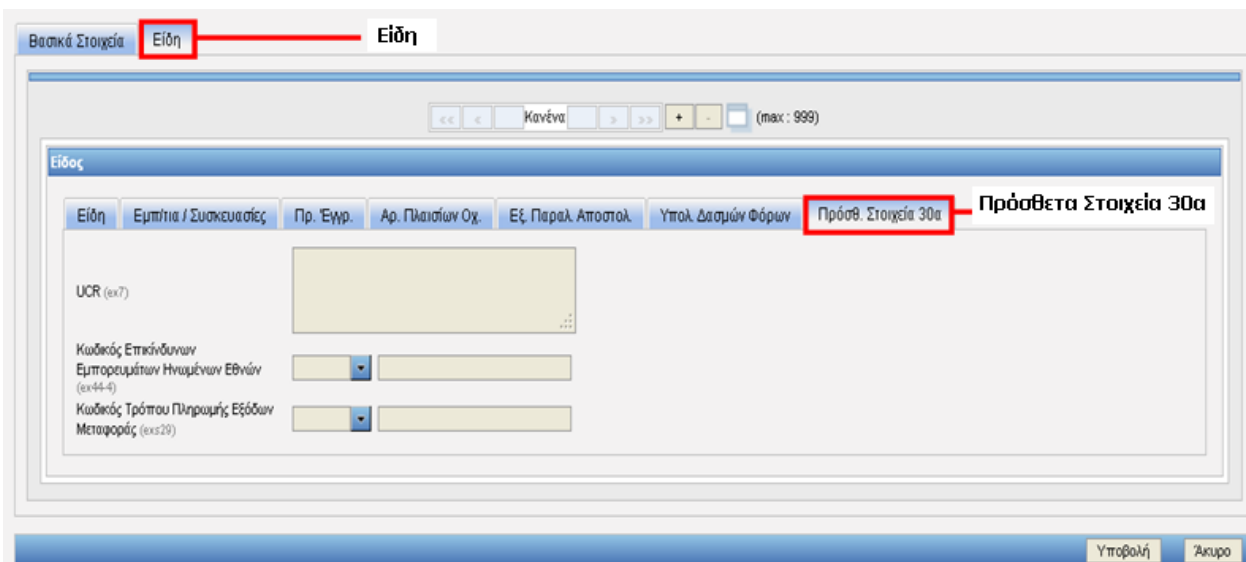 Βασικά Στοιχεία Είδη Είδη
<< < Κανένα > >> + - (max : 999)
Είδος
Είδη Εμπ/τια / Συσκευασίες Πρ. Έγγρ. Αρ. Πλαισίων Οχ. Εξ. Παραλ. Αποστολ. Υπολ. Δασμών Φόρων Πρόσθ. Στοιχεία 30α Πρόσθετα Στοιχεία 30α
UCR (ex7)
Κωδικός Επικίνδυνων
Εμπορευμάτων Ηνωμένων Εθνών
(ex44-4)
Κωδικός Τρόπου Πληρωμής Εξόδων
Μεταφοράς (exs29)
Υποβολή Άκυρο